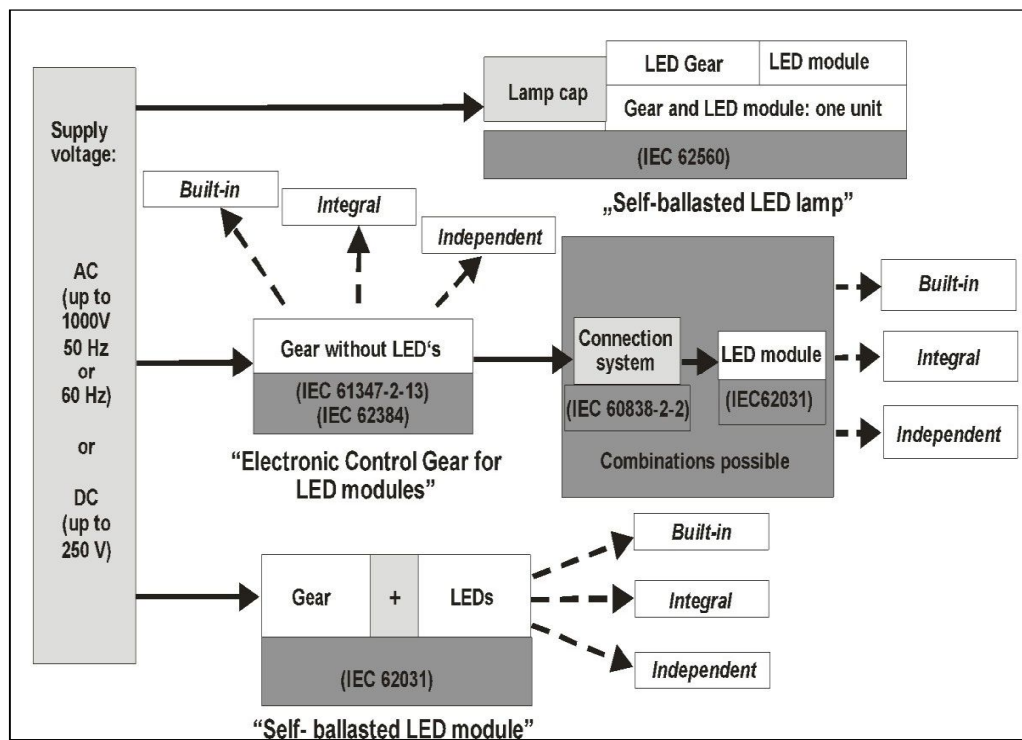 Supply
voltage:
AC
(up to
1000V
50 Hz
or
60 Hz)
or
DC
(up to
250 V)
Lamp cap
LED Gear
LED module
Gear and LED module: one unit
(IEC 62560)
„Self-ballasted LED lamp”
Built-in
Integral
Independent
Gear without LED‘s
(IEC 61347-2-13)
(IEC 62384)
“Electronic Control Gear for
LED modules”
Connection
system
(IEC 60838-2-2)
LED module
(IEC62031)
Combinations possible
Built-in
Integral
Independent
Gear
+
LEDs
(IEC 62031)
“Self- ballasted LED module”
Built-in
Integral
Independent